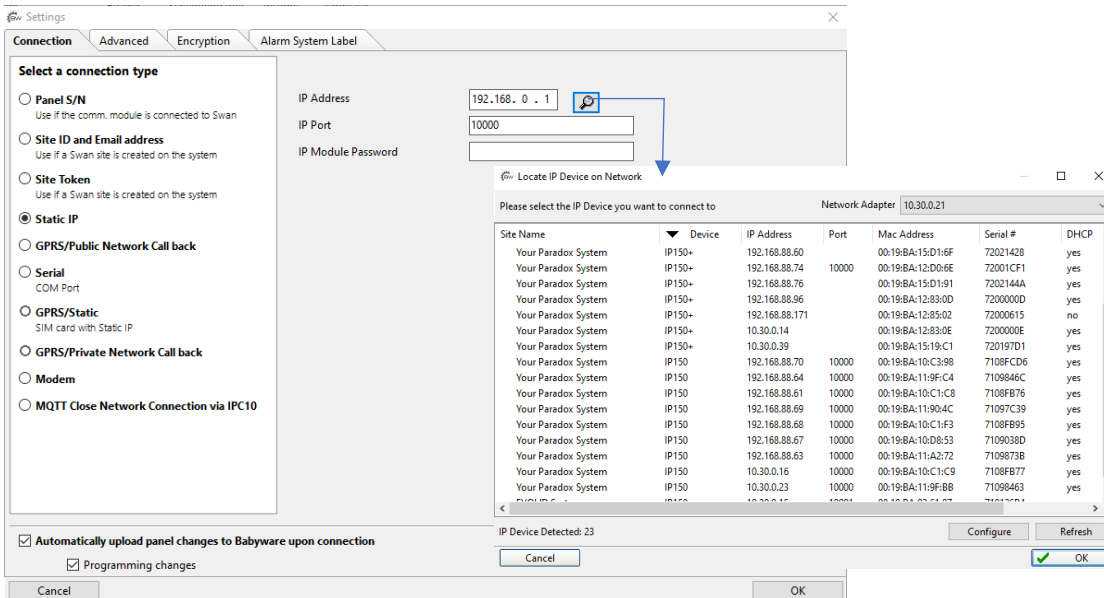 BW Settings
Connection Advanced Encryption Alarm System Label
Select a connection type
Panel S/N
Use if the comm. module is connected to Swan
Site ID and Email address
Use if a Swan site is created on the system
Site Token
Use if a Swan site is created on the system
Static IP
GPRS/Public Network Call back
Serial
COM Port
GPRS/Static
SIM card with Static IP
GPRS/Private Network Call back
Modem
MQTT Close Network Connection via IPC10
IP Address 192.168. 0 . 1
IP Port 10000
IP Module Password
BW Locate IP Device on Network
Please select the IP Device you want to connect to Network Adapter 10.30.0.21
Site Name Device IP Address Port Mac Address Serial # DHCP
Your Paradox System IP150+ 192.168.88.60 00:19:BA:15:D1:6F 72021428 yes
Your Paradox System IP150+ 192.168.88.74 10000 00:19:BA:12:D0:6E 72001CF1 yes
Your Paradox System IP150+ 192.168.88.76 00:19:BA:15:D1:91 7202144A yes
Your Paradox System IP150+ 192.168.88.96 00:19:BA:12:83:0D 7200000D yes
Your Paradox System IP150+ 192.168.88.171 00:19:BA:12:85:02 72000615 no
Your Paradox System IP150+ 10.30.0.14 00:19:BA:12:83:0E 7200000E yes
Your Paradox System IP150+ 10.30.0.39 00:19:BA:15:19:C1 720197D1 yes
Your Paradox System IP150 192.168.88.70 10000 00:19:BA:10:C3:98 7108FCD6 yes
Your Paradox System IP150 192.168.88.64 10000 00:19:BA:11:9F:C4 7109846C yes
Your Paradox System IP150 192.168.88.61 10000 00:19:BA:10:C1:C8 7108FB76 yes
Your Paradox System IP150 192.168.88.69 10000 00:19:BA:11:90:4C 71097C39 yes
Your Paradox System IP150 192.168.88.68 10000 00:19:BA:10:C1:F3 7108FB95 yes
Your Paradox System IP150 192.168.88.67 10000 00:19:BA:10:D8:53 7109038D yes
Your Paradox System IP150 192.168.88.63 10000 00:19:BA:11:A2:72 7109873B yes
Your Paradox System IP150 10.30.0.16 10000 00:19:BA:10:C1:C9 7108FB77 yes
Your Paradox System IP150 10.30.0.23 10000 00:19:BA:11:9F:BB 71098463 yes
IP Device Detected: 23 Configure Refresh
Cancel OK
Automatically upload panel changes to Babyware upon connection
Programming changes
Cancel OK